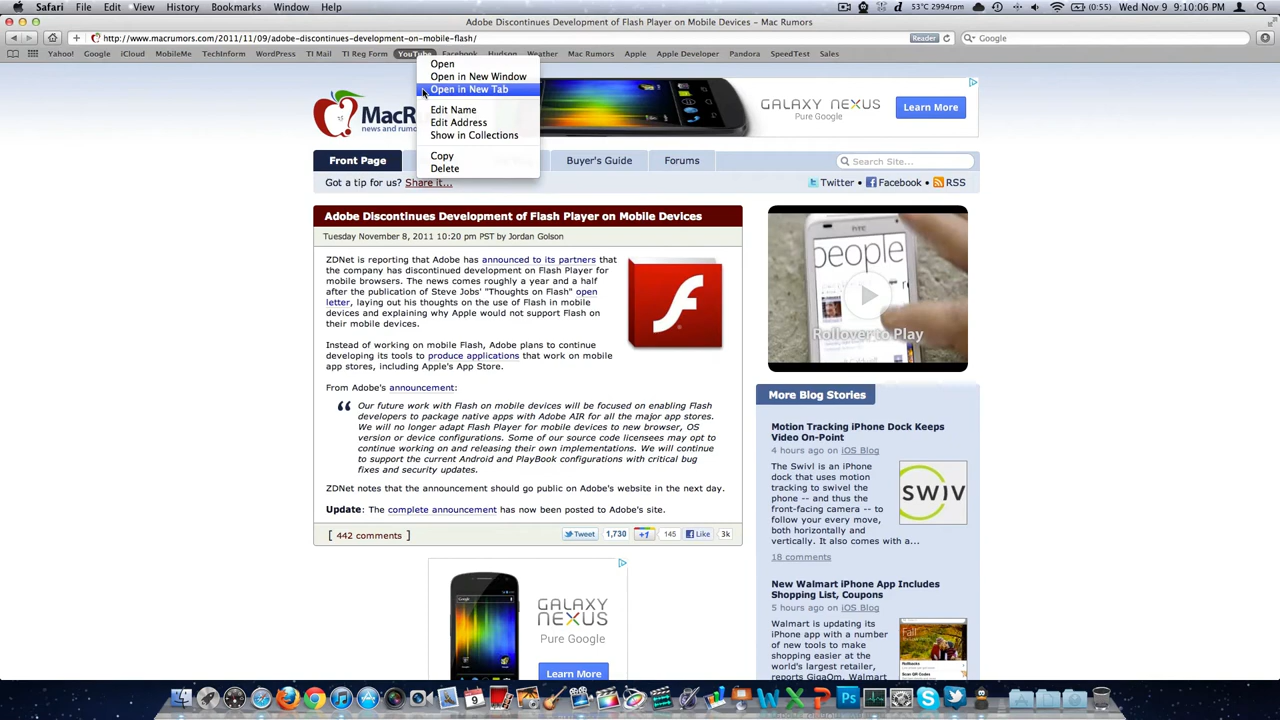 Safari File Edit View History Bookmarks Window Help
53°C 2994rpm (0:55) Wed Nov 9 9:10:06 PM
Adobe Discontinues Development of Flash Player on Mobile Devices – Mac Rumors
http://www.macrumors.com/2011/11/09/adobe-discontinues-development-on-mobile-flash/ Reader Google
Yahoo! Google iCloud MobileMe TechInform WordPress TI Mail TI Reg Form YouTube Facebook Hudson Weather Mac Rumors Apple Apple Developer Pandora SpeedTest Sales
Open
Open in New Window
Open in New Tab
Edit Name
Edit Address
Show in Collections
Copy
Delete
MacR
news and rumo
GALAXY NEXUS
Pure Google
Learn More
Front Page Buyer's Guide Forums Search Site...
Got a tip for us? Share it... Twitter • Facebook • RSS
Adobe Discontinues Development of Flash Player on Mobile Devices
Tuesday November 8, 2011 10:20 pm PST by Jordan Golson
ZDNet is reporting that Adobe has announced to its partners that
the company has discontinued development on Flash Player for
mobile browsers. The news comes roughly a year and a half
after the publication of Steve Jobs' "Thoughts on Flash" open
letter, laying out his thoughts on the use of Flash in mobile
devices and explaining why Apple would not support Flash on
their mobile devices.
Instead of working on mobile Flash, Adobe plans to continue
developing its tools to produce applications that work on mobile
app stores, including Apple's App Store.
From Adobe's announcement:
Our future work with Flash on mobile devices will be focused on enabling Flash
developers to package native apps with Adobe AIR for all the major app stores.
We will no longer adapt Flash Player for mobile devices to new browser, OS
version or device configurations. Some of our source code licensees may opt to
continue working on and releasing their own implementations. We will continue
to support the current Android and PlayBook configurations with critical bug
fixes and security updates.
ZDNet notes that the announcement should go public on Adobe's website in the next day.
Update: The complete announcement has now been posted to Adobe's site.
[ 442 comments ] Tweet 1,730 +1 145 Like 3k
GALAXY
NEXUS
Pure Google
Learn More
htc
people
Rollover to Play
More Blog Stories
Motion Tracking iPhone Dock Keeps
Video On-Point
4 hours ago on iOS Blog
The Swivl is an iPhone
dock that uses motion
tracking to swivel the
phone -- and thus the
front-facing camera -- to
follow your every move,
both horizontally and
vertically. It also comes with a...
SWIV
18 comments
New Walmart iPhone App Includes
Shopping List, Coupons
5 hours ago on iOS Blog
Walmart is updating its
iPhone app with a
number of new tools to
make shopping easier at
the world's largest retailer,
reports GigaOm. Walmart's